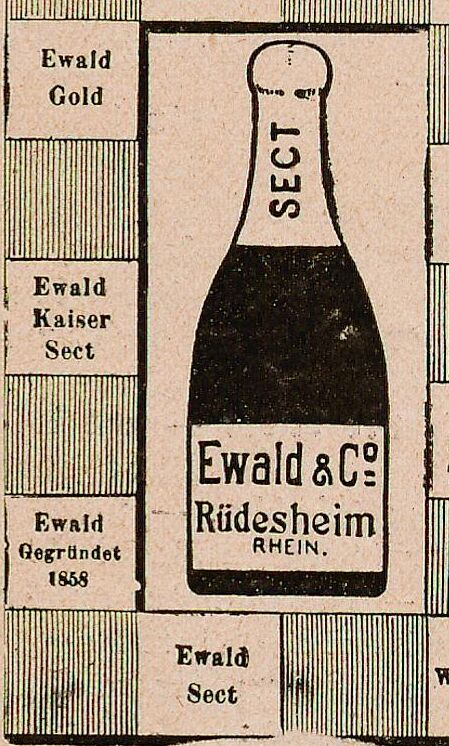 Ewald
Gold
SECT
Ewald
Kaiser
Sect
Ewald & Co
Rüdesheim
RHEIN.
Ewald
Gegründet
1858
Ewald
Sect